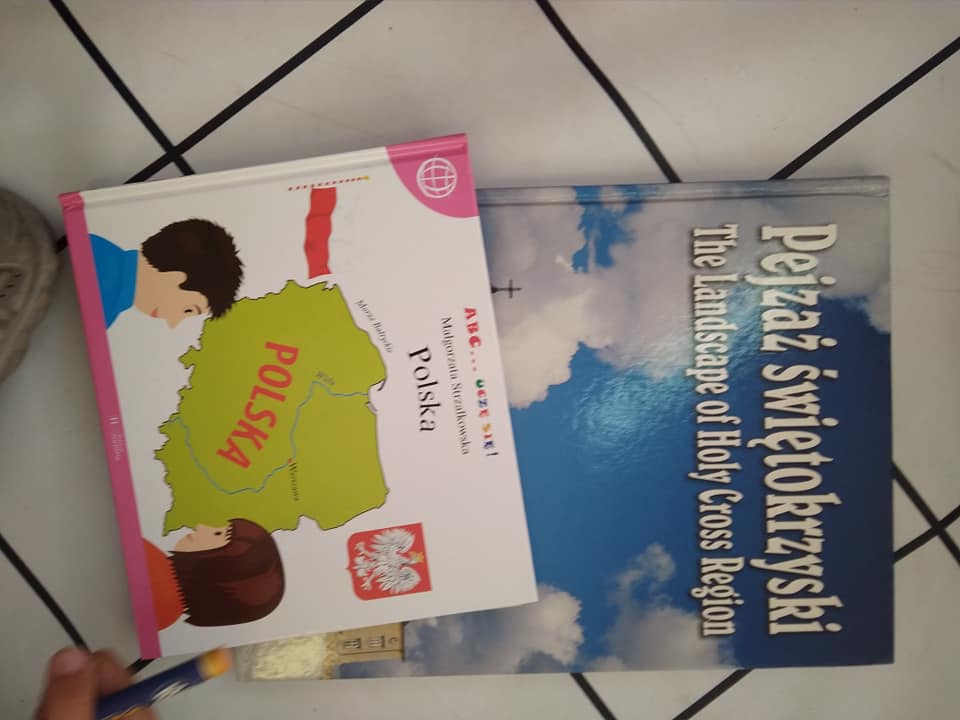 Pejzaż świętokrzyski
The Landscape of Holy Cross Region
ABC... UCZĘ SIĘ!
Małgorzata Strzałkowska
Polska
Morze Bałtyckie
Wisła
POLSKA
Warszawa